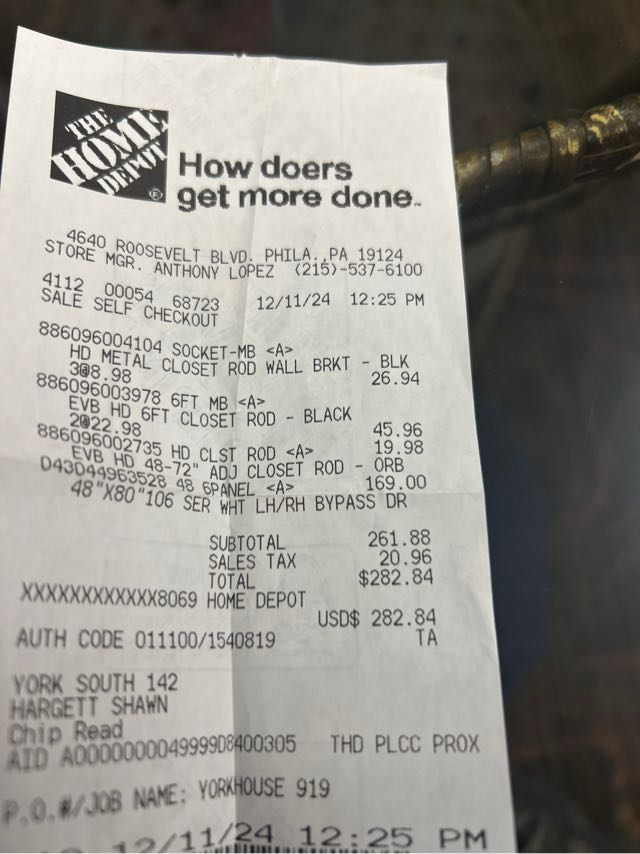 THE
HOME
DEPOT
How doers
get more done™
4640 ROOSEVELT BLVD. PHILA.,PA 19124
STORE MGR. ANTHONY LOPEZ (215)-537-6100
4112 00054 68723 12/11/24 12:25 PM
SALE SELF CHECKOUT
886096004104 SOCKET-MB <A>
HD METAL CLOSET ROD WALL BRKT - BLK
3@8.98 26.94
886096003978 6FT MB <A>
EVB HD 6FT CLOSET ROD - BLACK
2@22.98 45.96
886096002735 HD CLST ROD <A> 19.98
EVB HD 48-72" ADJ CLOSET ROD - ORB
D43D44963528 48 6PANEL <A> 169.00
48"X80"106 SER WHT LH/RH BYPASS DR
SUBTOTAL 261.88
SALES TAX 20.96
TOTAL $282.84
XXXXXXXXXXXX8069 HOME DEPOT
USD$ 282.84
AUTH CODE 011100/1540819 TA
YORK SOUTH 142
HARGETT SHAWN
Chip Read
AID A0000000049999D8400305 THD PLCC PROX
P.O.#/JOB NAME: YORKHOUSE 919
12/11/24 12:25 PM